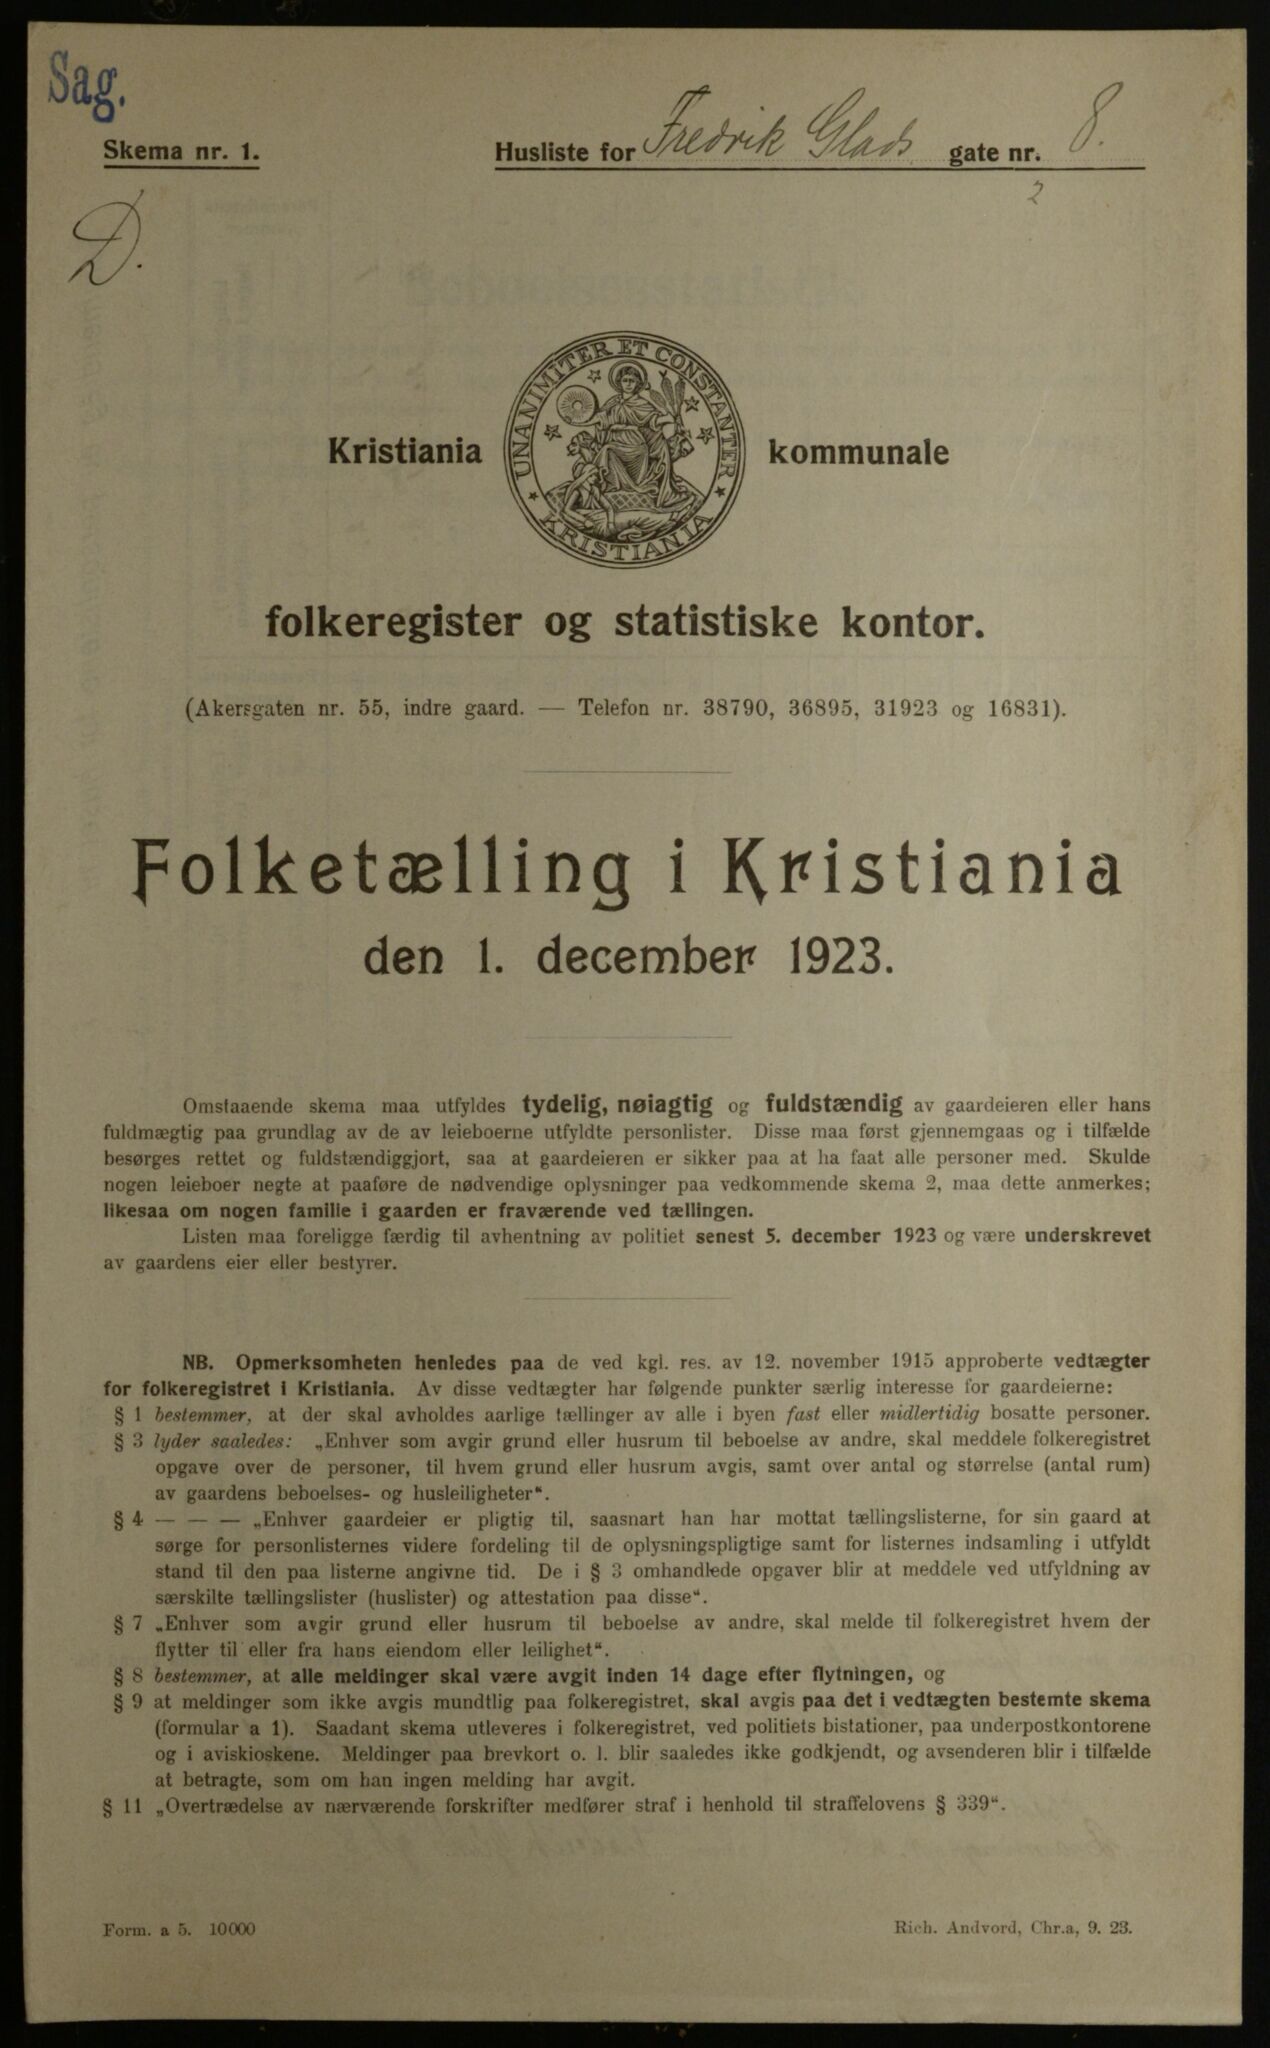 Sag.
Skema nr. 1.
Husliste for Fredrik Glads gate nr. 8.
2
D.
UNANIMITER ET CONSTANTER
KRISTIANIA
Kristiania kommunale
folkeregister og statistiske kontor.
(Akersgaten nr. 55, indre gaard. — Telefon nr. 38790, 36895, 31923 og 16831).
Folketælling i Kristiania
den 1. december 1923.
Omstaaende skema maa utfyldes tydelig, nøiagtig og fuldstændig av gaardeieren eller hans
fuldmægtig paa grundlag av de av leieboerne utfyldte personlister. Disse maa først gjennemgaas og i tilfælde
besørges rettet og fuldstændiggjort, saa at gaardeieren er sikker paa at ha faat alle personer med. Skulde
nogen leieboer negte at paaføre de nødvendige oplysninger paa vedkommende skema 2, maa dette anmerkes;
likesaa om nogen familie i gaarden er fraværende ved tællingen.
Listen maa foreligge færdig til avhentning av politiet senest 5. december 1923 og være underskrevet
av gaardens eier eller bestyrer.
NB. Opmerksomheten henledes paa de ved kgl. res. av 12. november 1915 approberte vedtægter
for folkeregistret i Kristiania. Av disse vedtægter har følgende punkter særlig interesse for gaardeierne:
§ 1 bestemmer, at der skal avholdes aarlige tællinger av alle i byen fast eller midlertidig bosatte personer.
§ 3 lyder saaledes: „Enhver som avgir grund eller husrum til beboelse av andre, skal meddele folkeregistret
opgave over de personer, til hvem grund eller husrum avgis, samt over antal og størrelse (antal rum)
av gaardens beboelses- og husleiligheter“.
§ 4 — — — „Enhver gaardeier er pligtig til, saasnart han har mottat tællingslisterne, for sin gaard at
sørge for personlisternes videre fordeling til de oplysningspligtige samt for listernes indsamling i utfyldt
stand til den paa listerne angivne tid. De i § 3 omhandlede opgaver blir at meddele ved utfyldning av
særskilte tællingslister (huslister) og attestation paa disse“.
§ 7 „Enhver som avgir grund eller husrum til beboelse av andre, skal melde til folkeregistret hvem der
flytter til eller fra hans eiendom eller leilighet“.
§ 8 bestemmer, at alle meldinger skal være avgit inden 14 dage efter flytningen, og
§ 9 at meldinger som ikke avgis mundtlig paa folkeregistret, skal avgis paa det i vedtægten bestemte skema
(formular a 1). Saadant skema utleveres i folkeregistret, ved politiets bistationer, paa underpostkontorene
og i aviskioskene. Meldinger paa brevkort o. l. blir saaledes ikke godkjendt, og avsenderen blir i tilfælde
at betragte, som om han ingen melding har avgit.
§ 11 „Overtrædelse av nærværende forskrifter medfører straf i henhold til straffelovens § 339“.
Form. a 5. 10000
Rich. Andvord, Chr.a, 9. 23.